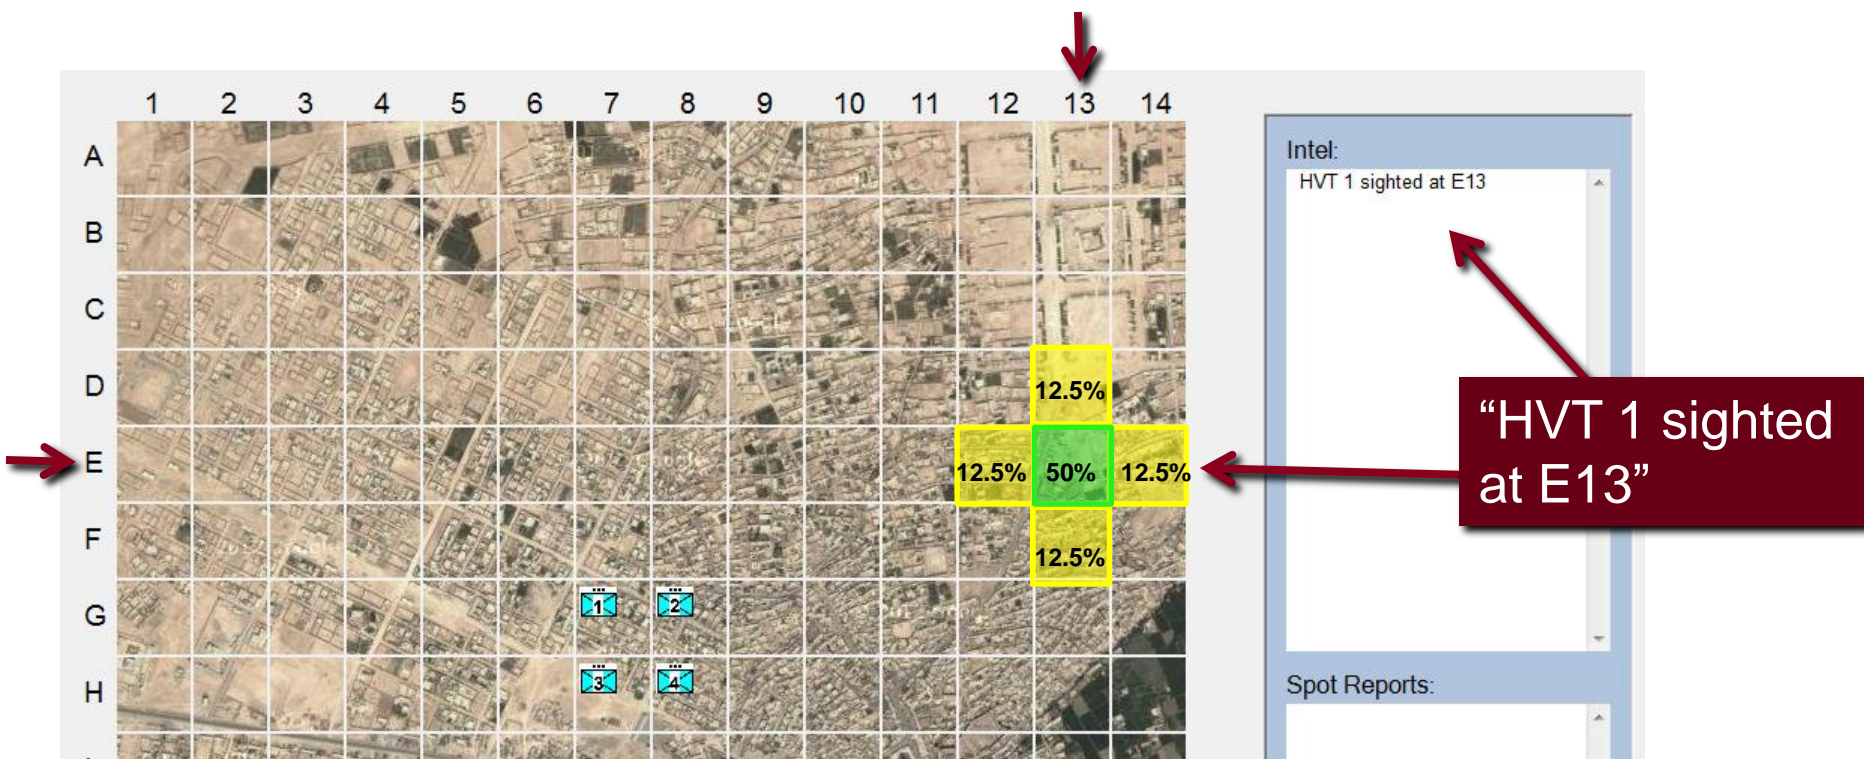 1 2 3 4 5 6 7 8 9 10 11 12 13 14
A
B
C
D
E
F
G
H
12.5%
12.5% 50% 12.5%
12.5%
1 2
3 4
Intel:
HVT 1 sighted at E13
“HVT 1 sighted
at E13”
Spot Reports: